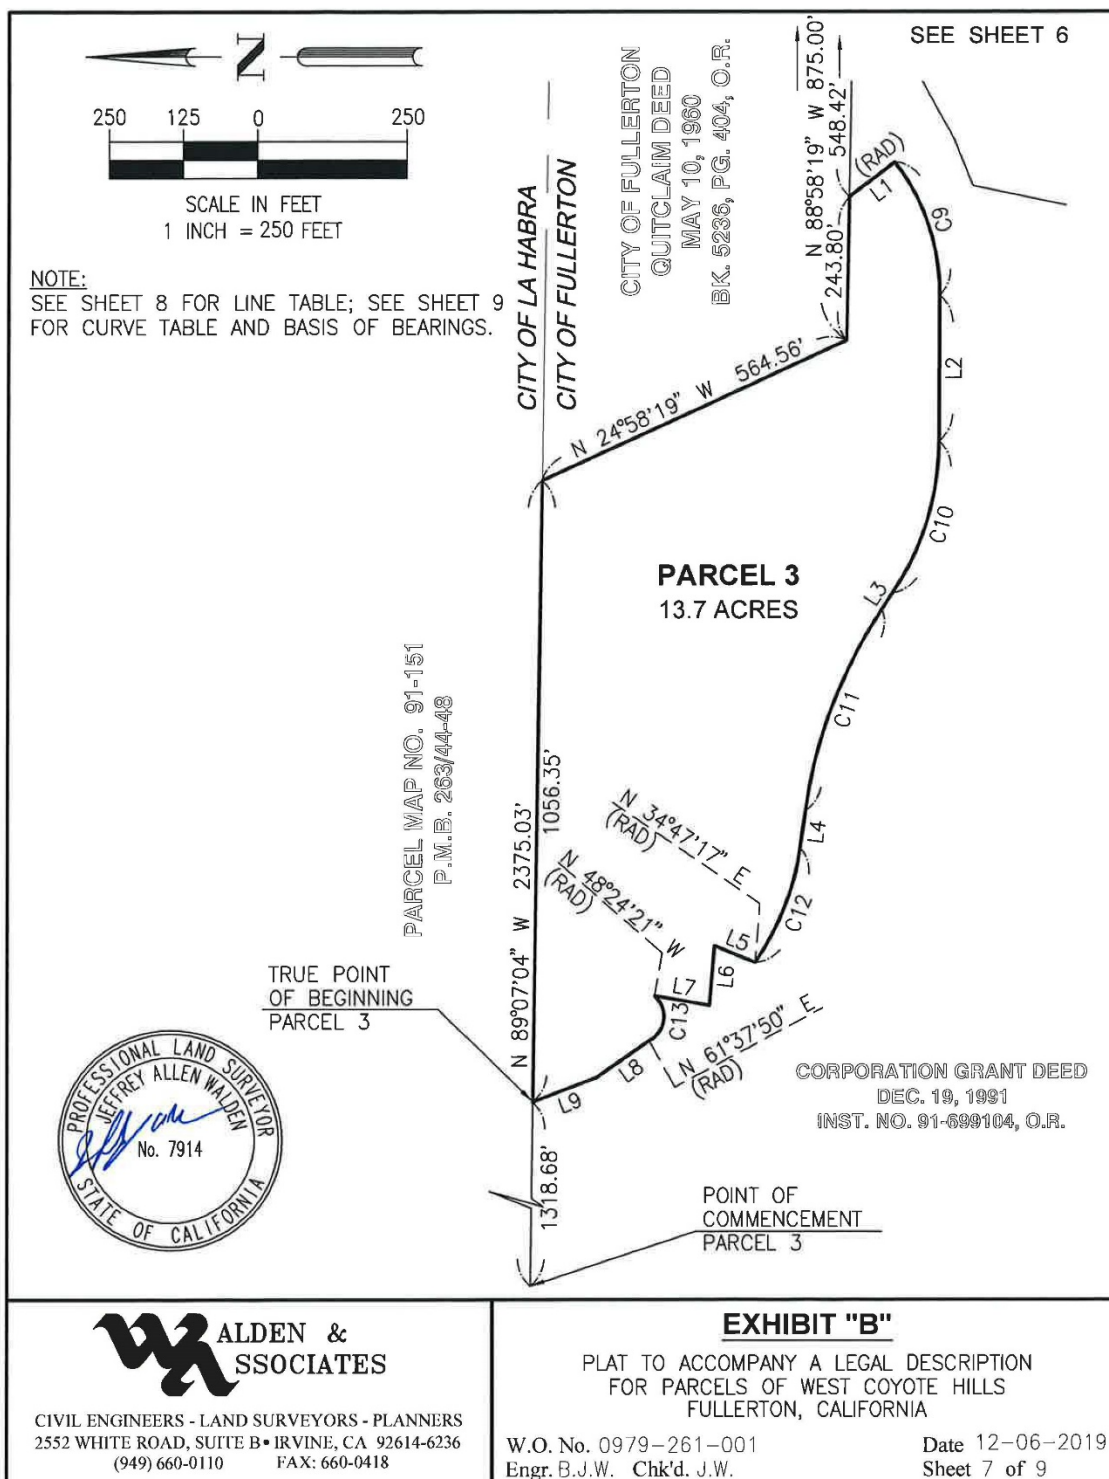 SEE SHEET 6
N
250 125 0 250
SCALE IN FEET
1 INCH = 250 FEET
NOTE:
SEE SHEET 8 FOR LINE TABLE; SEE SHEET 9
FOR CURVE TABLE AND BASIS OF BEARINGS.
CITY OF LA HABRA
CITY OF FULLERTON
CITY OF FULLERTON
QUITCLAIM DEED
MAY 10, 1960
BK. 5236, PG. 404, O.R.
N 88°58'19" W 875.00'
243.80' 548.42'
(RAD)
L1
C9
L2
N 24°58'19" W 564.56'
C10
L3
PARCEL 3
13.7 ACRES
C11
PARCEL MAP NO. 91-151
P.M.B. 263/44-48
N 89°07'04" W 2375.03'
1056.35'
L4
N 34°47'17" E
(RAD)
N 48°24'21" W
(RAD)
C12
L5
L6
L7
C13
L8
L9
N 61°37'50" E
(RAD)
TRUE POINT
OF BEGINNING
PARCEL 3
CORPORATION GRANT DEED
DEC. 19, 1991
INST. NO. 91-699104, O.R.
PROFESSIONAL LAND SURVEYOR
JEFFREY ALLEN WALDEN
No. 7914
STATE OF CALIFORNIA
1318.68'
POINT OF
COMMENCEMENT
PARCEL 3
WALDEN &
ASSOCIATES
CIVIL ENGINEERS - LAND SURVEYORS - PLANNERS
2552 WHITE ROAD, SUITE B • IRVINE, CA 92614-6236
(949) 660-0110 FAX: 660-0418
EXHIBIT "B"
PLAT TO ACCOMPANY A LEGAL DESCRIPTION
FOR PARCELS OF WEST COYOTE HILLS
FULLERTON, CALIFORNIA
W.O. No. 0979-261-001 Date 12-06-2019
Engr. B.J.W. Chk'd. J.W. Sheet 7 of 9